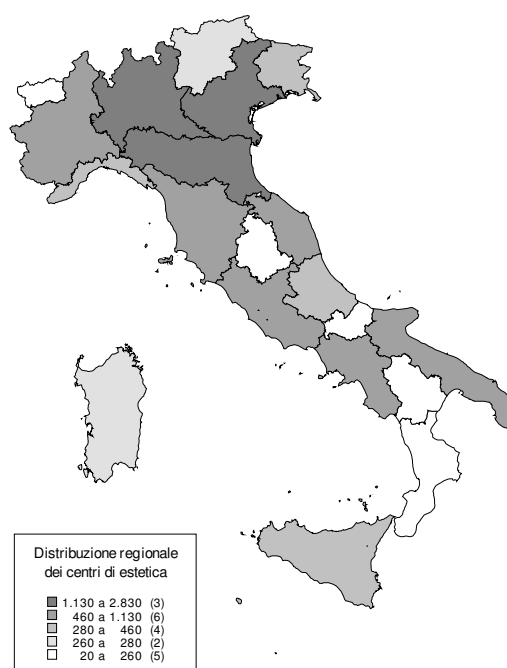 Distribuzione regionale
dei centri di estetica
1.130 a 2.830 (3)
460 a 1.130 (6)
280 a 460 (4)
260 a 280 (2)
20 a 260 (5)